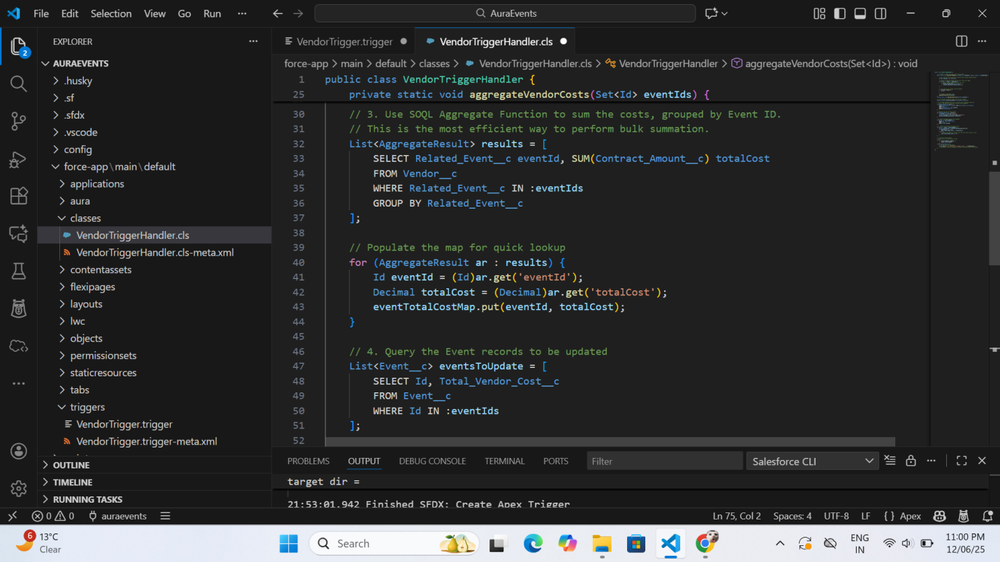 File Edit Selection View Go Run ··· AuraEvents
2
EXPLORER ···
AURAEVENTS
.husky
.sf
.sfdx
.vscode
config
force-app\main\default
applications
aura
classes
VendorTriggerHandler.cls
VendorTriggerHandler.cls-meta.xml
contentassets
flexipages
layouts
lwc
objects
permissionsets
staticresources
tabs
triggers
VendorTrigger.trigger
VendorTrigger.trigger-meta.xml
OUTLINE
TIMELINE
RUNNING TASKS
VendorTrigger.trigger VendorTriggerHandler.cls
force-app > main > default > classes > VendorTriggerHandler.cls > VendorTriggerHandler > aggregateVendorCosts(Set<Id>) : void
1 public class VendorTriggerHandler {
25 private static void aggregateVendorCosts(Set<Id> eventIds) {
30 // 3. Use SOQL Aggregate Function to sum the costs, grouped by Event ID.
31 // This is the most efficient way to perform bulk summation.
32 List<AggregateResult> results = [
33 SELECT Related_Event__c eventId, SUM(Contract_Amount__c) totalCost
34 FROM Vendor__c
35 WHERE Related_Event__c IN :eventIds
36 GROUP BY Related_Event__c
37 ];
38
39 // Populate the map for quick lookup
40 for (AggregateResult ar : results) {
41 Id eventId = (Id)ar.get('eventId');
42 Decimal totalCost = (Decimal)ar.get('totalCost');
43 eventTotalCostMap.put(eventId, totalCost);
44 }
45
46 // 4. Query the Event records to be updated
47 List<Event__c> eventsToUpdate = [
48 SELECT Id, Total_Vendor_Cost__c
49 FROM Event__c
50 WHERE Id IN :eventIds
51 ];
52
PROBLEMS OUTPUT DEBUG CONSOLE TERMINAL PORTS Filter Salesforce CLI
target dir =
21:53:01.942 Finished SFDX: Create Apex Trigger
0 0 auraevents Ln 75, Col 2 Spaces: 4 UTF-8 LF { } Apex
6 13°C
Clear
Search
ENG
IN
11:00 PM
12/06/25